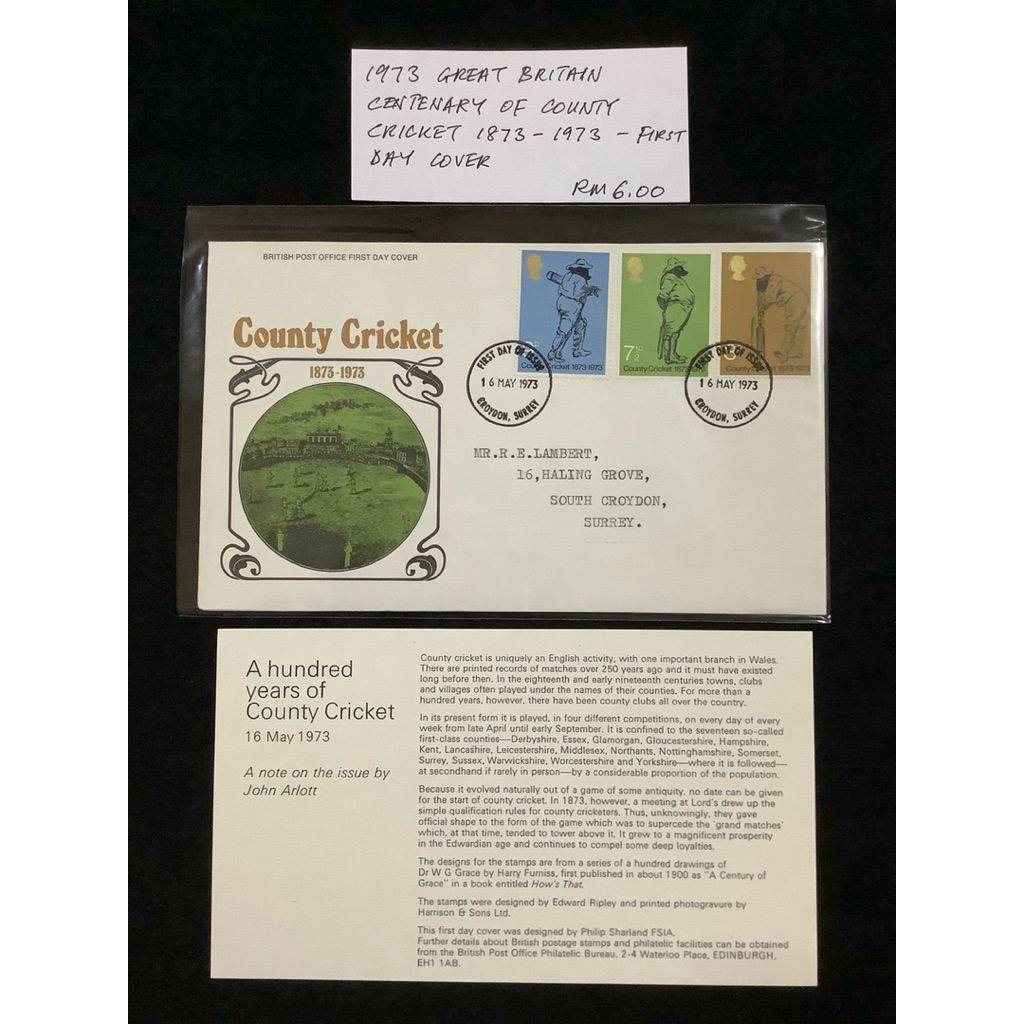 1973 GREAT BRITAIN
CENTENARY OF COUNTY
CRICKET 1873-1973 - FIRST
DAY COVER
RM 6.00
BRITISH POST OFFICE FIRST DAY COVER
County Cricket
1873-1973
7½P
County Cricket 1873 1973
County Cricket 1873
County Cricket 1873 1973
FIRST DAY OF ISSUE
16 MAY 1973
CROYDON, SURREY
FIRST DAY OF ISSUE
16 MAY 1973
CROYDON, SURREY
MR.R.E.LAMBERT,
16,HALING GROVE,
SOUTH CROYDON,
SURREY.
A hundred
years of
County Cricket
16 May 1973
A note on the issue by
John Arlott
County cricket is uniquely an English activity, with one important branch in Wales.
There are printed records of matches over 250 years ago and it must have existed
long before then. In the eighteenth and early nineteenth centuries towns, clubs
and villages often played under the names of their counties. For more than a
hundred years, however, there have been county clubs all over the country.
In its present form it is played, in four different competitions, on every day of every
week from late April until early September. It is confined to the seventeen so-called
first-class counties—Derbyshire, Essex, Glamorgan, Gloucestershire, Hampshire,
Kent, Lancashire, Leicestershire, Middlesex, Northants, Nottinghamshire, Somerset,
Surrey, Sussex, Warwickshire, Worcestershire and Yorkshire—where it is followed—
at secondhand if rarely in person—by a considerable proportion of the population.
Because it evolved naturally out of a game of some antiquity, no date can be given
for the start of county cricket. In 1873, however, a meeting at Lord's drew up the
simple qualification rules for county cricketers. Thus, unknowingly, they gave
official shape to the form of the game which was to supercede the 'grand matches'
which, at that time, tended to tower above it. It grew to a magnificent prosperity
in the Edwardian age and continues to compel some deep loyalties.
The designs for the stamps are from a series of a hundred drawings of
Dr W G Grace by Harry Furniss, first published in about 1900 as "A Century of
Grace" in a book entitled How's That.
The stamps were designed by Edward Ripley and printed photogravure by
Harrison & Sons Ltd.
This first day cover was designed by Philip Sharland FSIA.
Further details about British postage stamps and philatelic facilities can be obtained
from the British Post Office Philatelic Bureau, 2-4 Waterloo Place, EDINBURGH,
EH1 1AB.